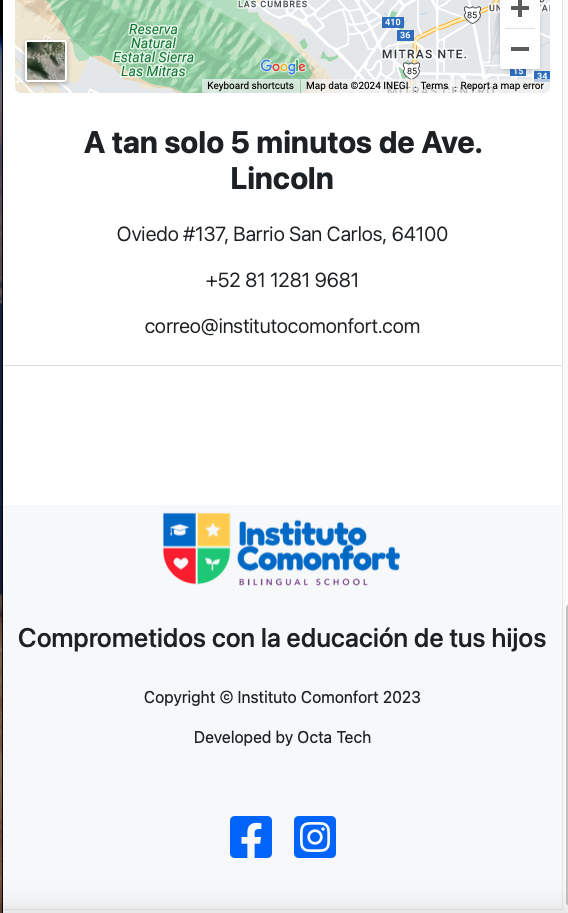 LAS CUMBRES
85
410
36
Reserva
Natural
Estatal Sierra
Las Mitras
MITRAS NTE.
85
15
34
Google
Keyboard shortcuts
Map data ©2024 INEGI
Terms
Report a map error
A tan solo 5 minutos de Ave.
Lincoln
Oviedo #137, Barrio San Carlos, 64100
+52 81 1281 9681
correo@institutocomonfort.com
Instituto
Comonfort
BILINGUAL SCHOOL
Comprometidos con la educación de tus hijos
Copyright © Instituto Comonfort 2023
Developed by Octa Tech